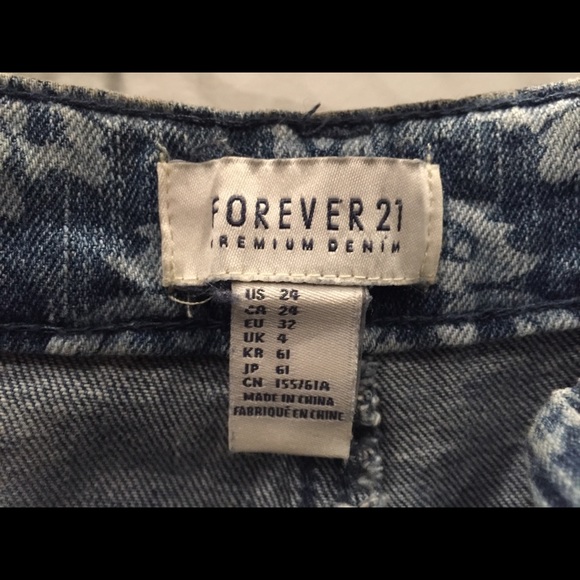 FOREVER 21
PREMIUM DENIM
US 24
CA 24
EU 32
UK 4
KR 61
JP 61
CN 155/61A
MADE IN CHINA
FABRIQUÉ EN CHINE